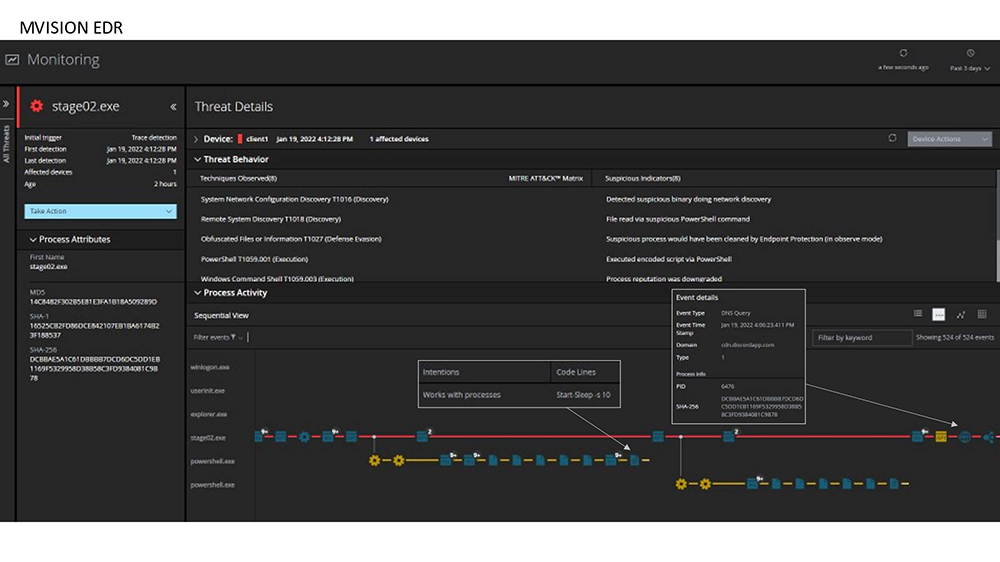 MVISION EDR
Monitoring
a few seconds ago
Past 3 days
All Threats
stage02.exe
Initial trigger Trace detection
First detection Jan 19, 2022 4:12:28 PM
Last detection Jan 19, 2022 4:12:28 PM
Affected devices 1
Age 2 hours
Take Action
Process Attributes
First Name
stage02.exe
MD5
14C8482F302B5E81E3FA1B18A509289D
SHA-1
16525CB2FD86DCE842107EB1BA6174B2
3F188537
SHA-256
DCBBAE5A1C61DBBBB7DCD6DC5DD1EB
1169F5329958D38B58C3FD9384081C9B
78
Threat Details
Device: client1 Jan 19, 2022 4:12:28 PM 1 affected devices
Device Actions
Threat Behavior
Techniques Observed(8) MITRE ATT&CK™ Matrix
System Network Configuration Discovery T1016 (Discovery)
Remote System Discovery T1018 (Discovery)
Obfuscated Files or Information T1027 (Defense Evasion)
PowerShell T1059.001 (Execution)
Windows Command Shell T1059.003 (Execution)
Suspicious Indicators(8)
Detected suspicious binary doing network discovery
File read via suspicious PowerShell command
Suspicious process would have been cleaned by Endpoint Protection (in observe mode)
Executed encoded script via PowerShell
Process reputation was downgraded
Process Activity
Sequential View
Filter events
Filter by keyword
Showing 524 of 524 events
Event details
Event Type DNS Query
Event Time Stamp Jan 19, 2022 4:06:23.411 PM
Domain cdn.discordapp.com
Type 1
Process Info
PID 6476
SHA-256 DCBBAE5A1C61DBBBB7DCD6D
C5DD1EB1169F5329958D38B5
8C3FD9384081C9B78
Intentions Code Lines
Works with processes Start-Sleep -s 10
winlogon.exe
userinit.exe
explorer.exe
stage02.exe 9+ 9+ 2 2 9+ 9+
powershell.exe 9+ 9+ 9+
powershell.exe 9+